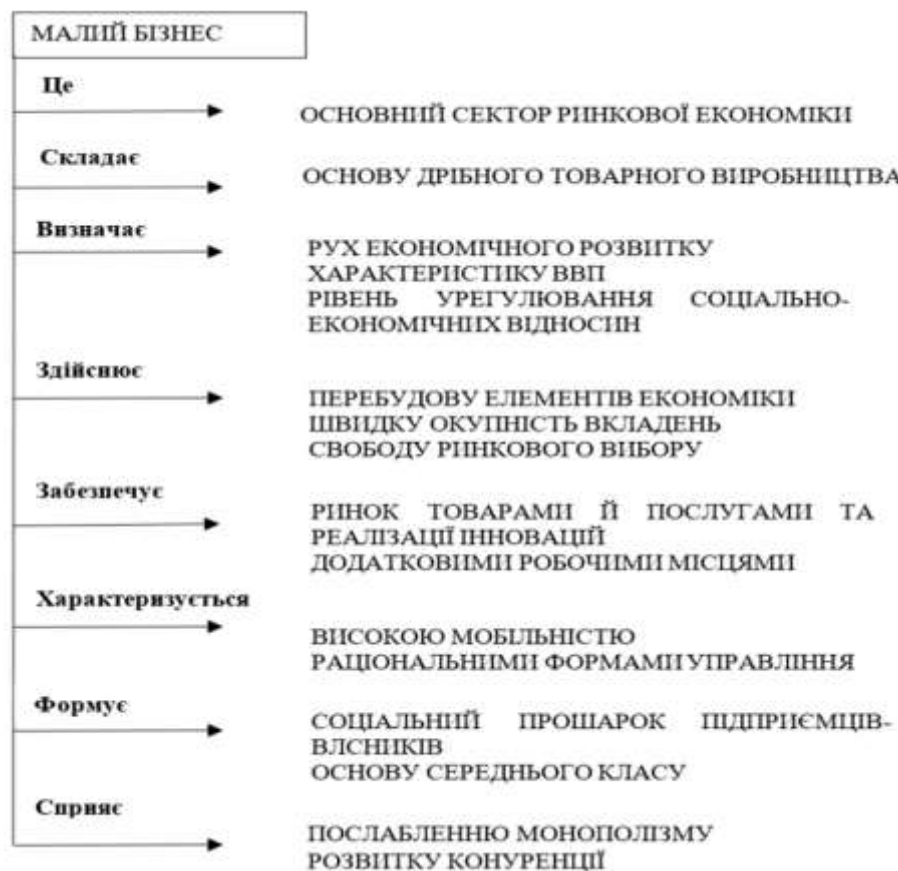 МАЛИЙ БІЗНЕС
Це
ОСНОВНИЙ СЕКТОР РИНКОВОЇ ЕКОНОМІКИ
Складає
ОСНОВУ ДРІБНОГО ТОВАРНОГО ВИРОБНИЦТВА
Визначає
РУХ ЕКОНОМІЧНОГО РОЗВИТКУ
ХАРАКТЕРИСТИКУ ВВП
РІВЕНЬ УРЕГУЛЮВАННЯ СОЦІАЛЬНО-
ЕКОНОМІЧНИХ ВІДНОСИН
Здійснює
ПЕРЕБУДОВУ ЕЛЕМЕНТІВ ЕКОНОМІКИ
ШВИДКУ ОКУПНІСТЬ ВКЛАДЕНЬ
СВОБОДУ РИНКОВОГО ВИБОРУ
Забезпечує
РИНОК ТОВАРАМИ Й ПОСЛУГАМИ ТА
РЕАЛІЗАЦІЇ ІННОВАЦІЙ
ДОДАТКОВИМИ РОБОЧИМИ МІСЦЯМИ
Характеризується
ВИСОКОЮ МОБІЛЬНІСТЮ
РАЦІОНАЛЬНИМИ ФОРМАМИ УПРАВЛІННЯ
Формує
СОЦІАЛЬНИЙ ПРОШАРОК ПІДПРИЄМЦІВ-
ВЛСНИКІВ
ОСНОВУ СЕРЕДНЬОГО КЛАСУ
Сприяє
ПОСЛАБЛЕННЮ МОНОПОЛІЗМУ
РОЗВИТКУ КОНУРЕНЦІЇ